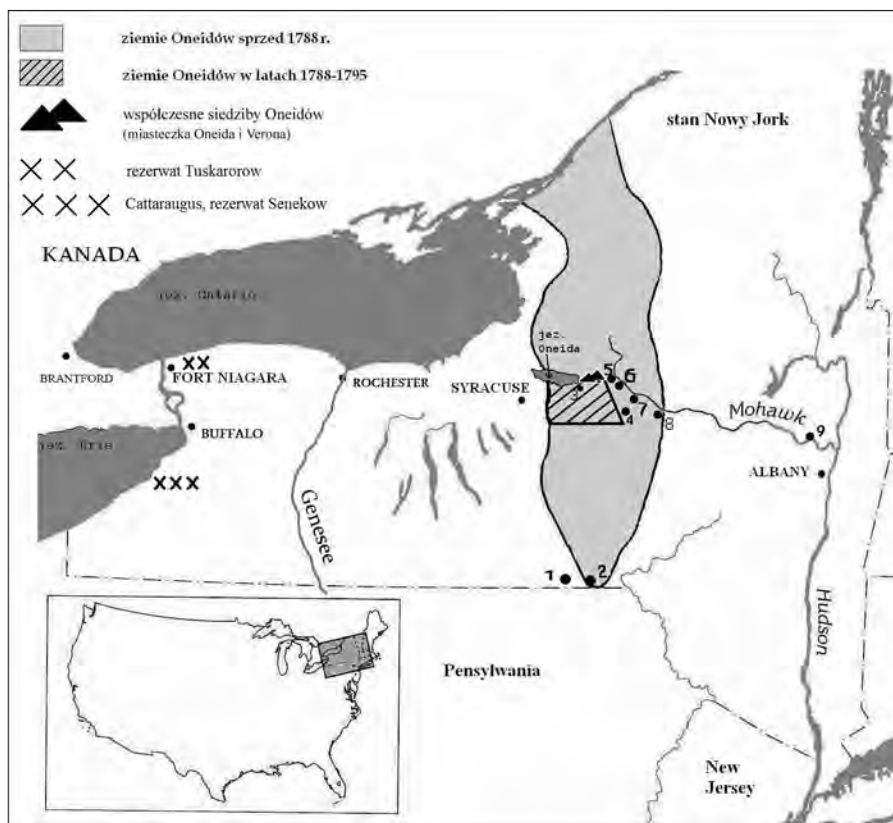 ziemie Oneidów sprzed 1788 r.
ziemie Oneidów w latach 1788-1795
współczesne siedziby Oneidów
(miasteczka Oneida i Verona)
rezerwat Tuskarorow
Cattaraugus, rezerwat Senekow
stan Nowy Jork
KANADA
jez. Ontario
jez.
Oneida
BRANTFORD
FORT NIAGARA
ROCHESTER
SYRACUSE
3
5
6
7
4
8
Mohawk
9
BUFFALO
jez. Erie
ALBANY
Genesee
1
2
Hudson
Pensylwania
New
Jersey